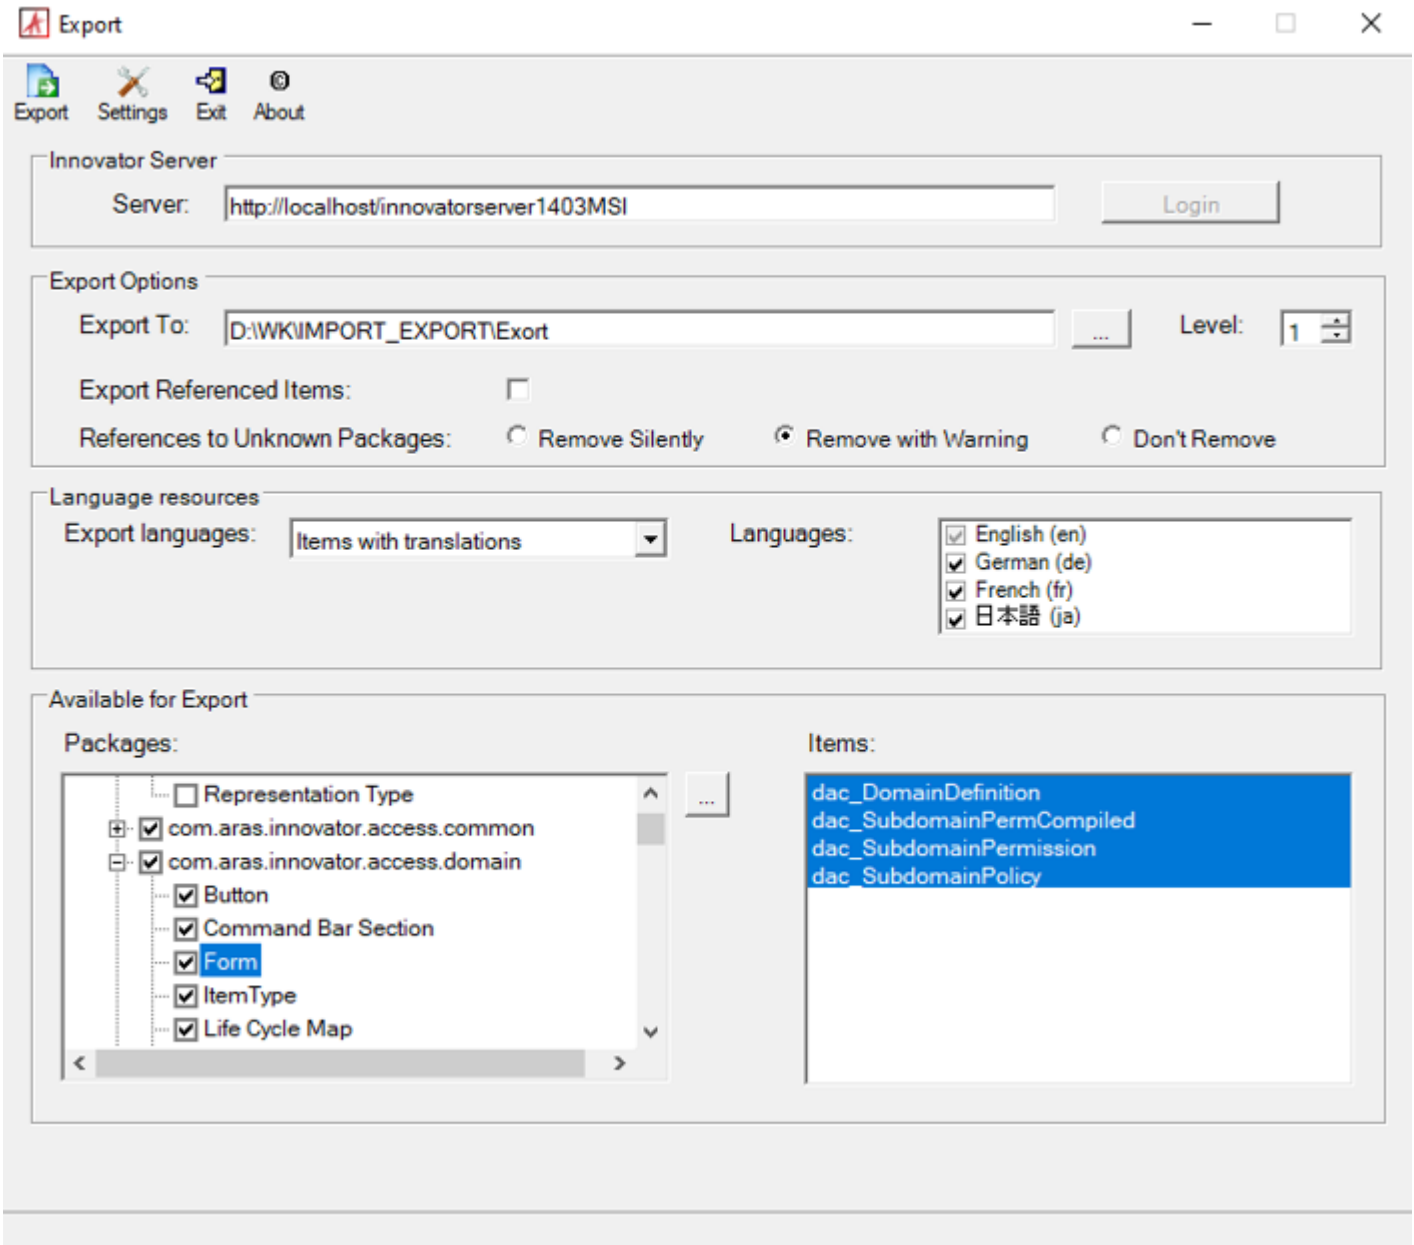 Export
Export Settings Exit About
Innovator Server
Server: http://localhost/innovatorserver1403MSI Login
Export Options
Export To: D:\WK\IMPORT_EXPORT\Exort ... Level: 1
Export Referenced Items:
References to Unknown Packages: Remove Silently Remove with Warning Don't Remove
Language resources
Export languages: Items with translations Languages: English (en)
German (de)
French (fr)
日本語 (ja)
Available for Export
Packages: Items:
Representation Type
com.aras.innovator.access.common
com.aras.innovator.access.domain
Button
Command Bar Section
Form
ItemType
Life Cycle Map
...
dac_DomainDefinition
dac_SubdomainPermCompiled
dac_SubdomainPermission
dac_SubdomainPolicy